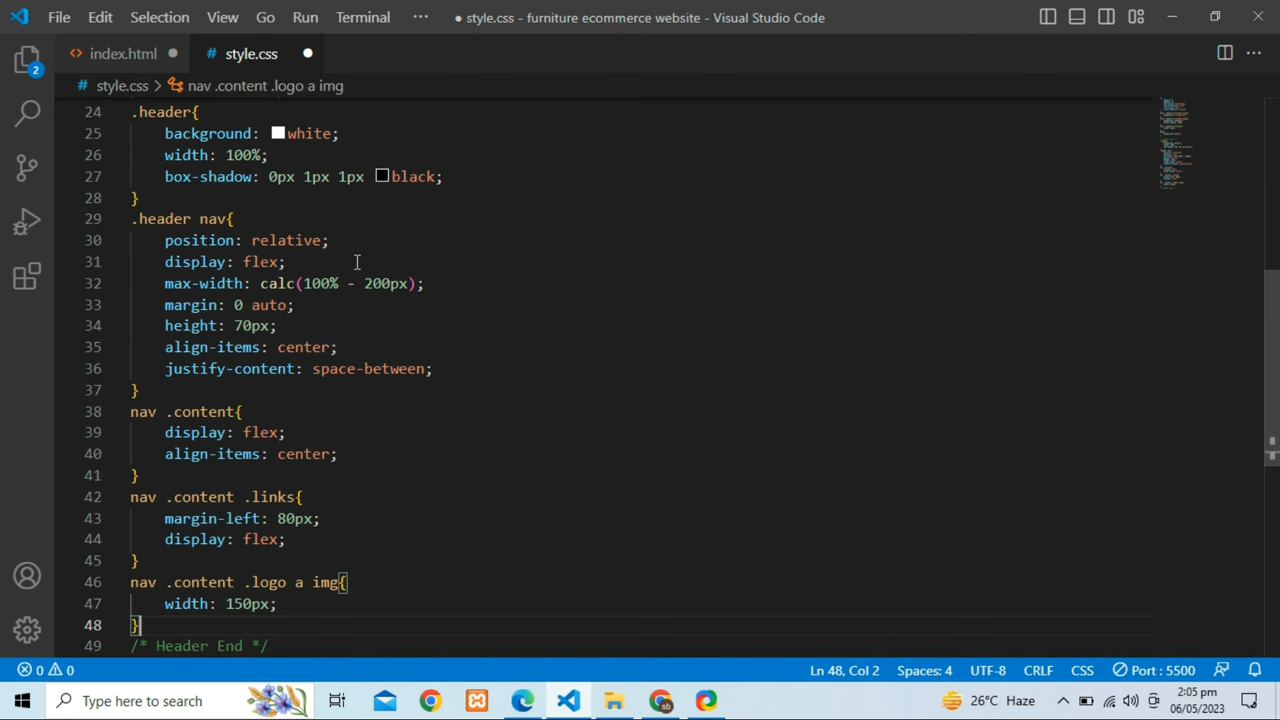 File Edit Selection View Go Run Terminal ··· ● style.css - furniture ecommerce website - Visual Studio Code
index.html ● # style.css ●
# style.css > nav .content .logo a img
24 .header{
25 background: white;
26 width: 100%;
27 box-shadow: 0px 1px 1px black;
28 }
29 .header nav{
30 position: relative;
31 display: flex;
32 max-width: calc(100% - 200px);
33 margin: 0 auto;
34 height: 70px;
35 align-items: center;
36 justify-content: space-between;
37 }
38 nav .content{
39 display: flex;
40 align-items: center;
41 }
42 nav .content .links{
43 margin-left: 80px;
44 display: flex;
45 }
46 nav .content .logo a img{
47 width: 150px;
48 }
49 /* Header End */
2
0 0 Ln 48, Col 2 Spaces: 4 UTF-8 CRLF CSS Port : 5500
Type here to search 26°C Haze 2:05 pm
06/05/2023